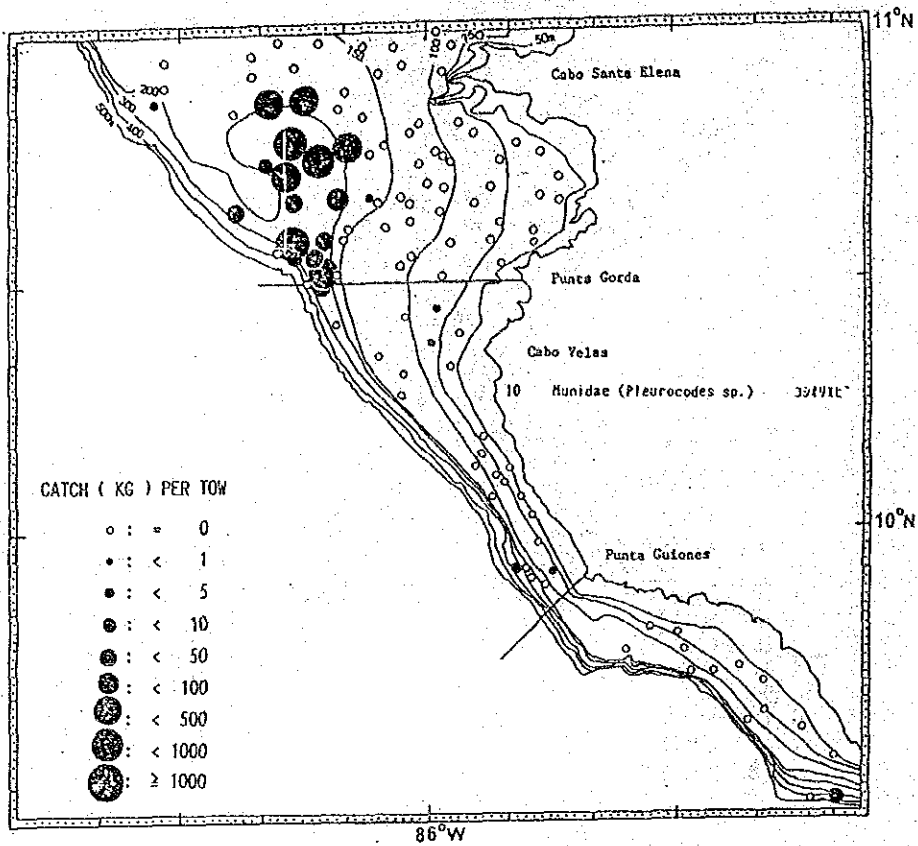 11°N
100
150
50m
150
200
300
400
500m
Cabo Santa Elena
Punta Gorda
Cabo Velas
10 Munidae (Pleurocodes sp.)
10°N
Punta Guiones
CATCH ( KG ) PER TOW
○ : = 0
● : < 1
● : < 5
● : < 10
● : < 50
● : < 100
● : < 500
● : < 1000
● : ≥ 1000
86°W